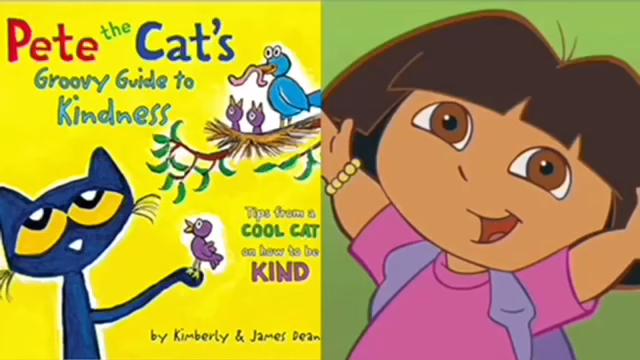 Pete the Cat's
Groovy Guide to
Kindness
Tips from a
COOL CAT
on how to be
KIND
by Kimberly & James Dean